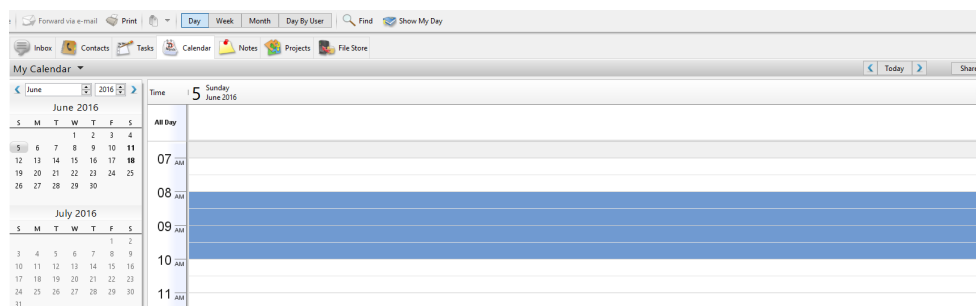 Forward via e-mail Print Day Week Month Day By User Find Show My Day
Inbox Contacts Tasks Calendar Notes Projects File Store
My Calendar Today Share
June 2016 Time 5 Sunday
June 2016
June 2016
S M T W T F S
All Day
1 2 3 4
5 6 7 8 9 10 11
12 13 14 15 16 17 18
07 AM
19 20 21 22 23 24 25
26 27 28 29 30
08 AM
July 2016
S M T W T F S
09 AM
1 2
3 4 5 6 7 8 9
10 11 12 13 14 15 16
10 AM
17 18 19 20 21 22 23
24 25 26 27 28 29 30
11 AM
31